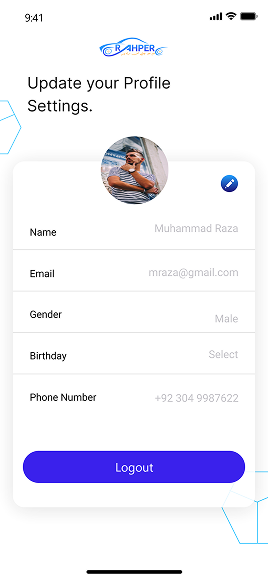 9:41
RAHPER
Update your Profile
Settings.
Name Muhammad Raza
Email mraza@gmail.com
Gender Male
Birthday Select
Phone Number +92 304 9987622
Logout